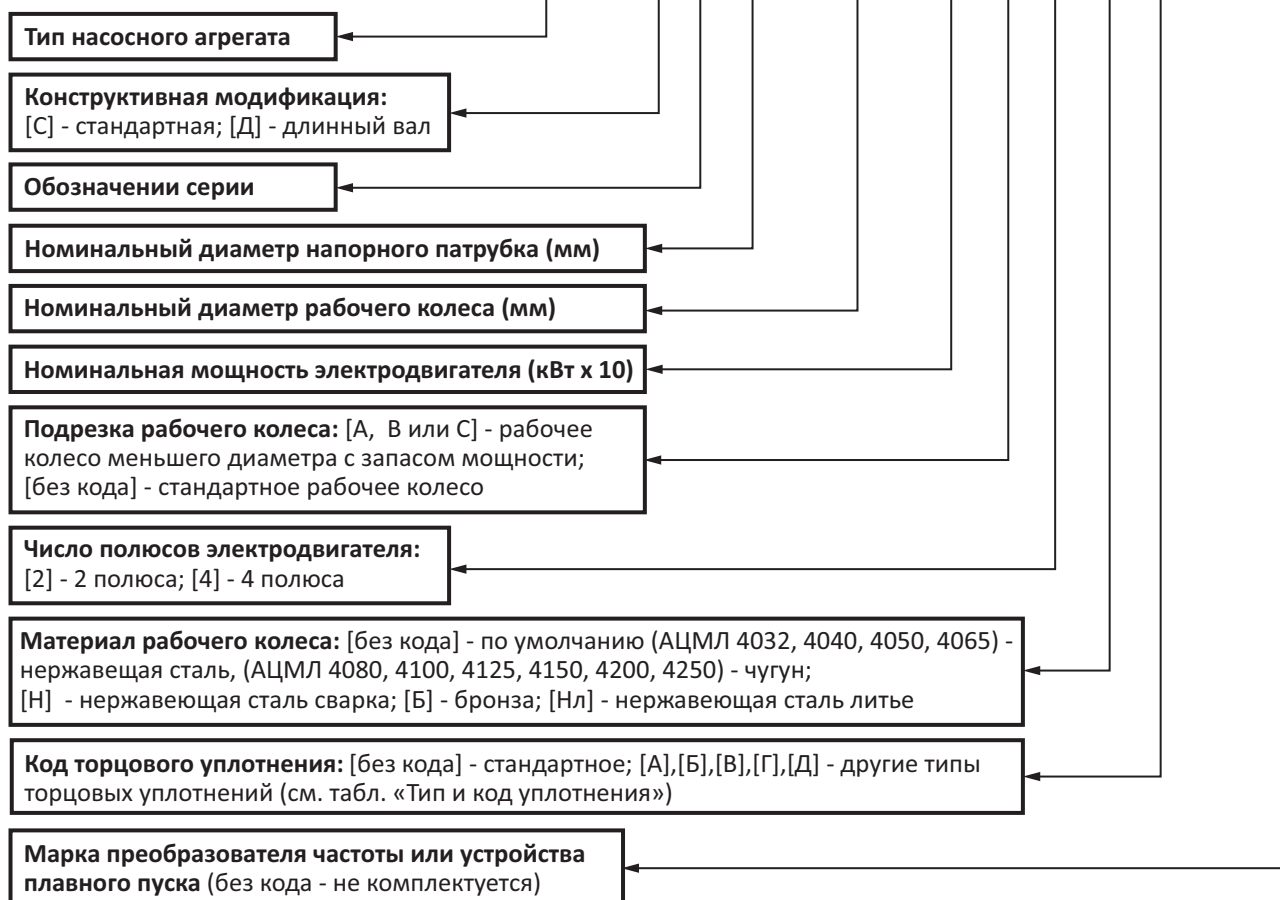 Тип насосного агрегата
Конструктивная модификация:
[С] - стандартная; [Д] - длинный вал
Обозначении серии
Номинальный диаметр напорного патрубка (мм)
Номинальный диаметр рабочего колеса (мм)
Номинальная мощность электродвигателя (кВт х 10)
Подрезка рабочего колеса: [А, В или С] - рабочее
колесо меньшего диаметра с запасом мощности;
[без кода] - стандартное рабочее колесо
Число полюсов электродвигателя:
[2] - 2 полюса; [4] - 4 полюса
Материал рабочего колеса: [без кода] - по умолчанию (АЦМЛ 4032, 4040, 4050, 4065) -
нержавещая сталь, (АЦМЛ 4080, 4100, 4125, 4150, 4200, 4250) - чугун;
[Н] - нержавеющая сталь сварка; [Б] - бронза; [Нл] - нержавеющая сталь литье
Код торцового уплотнения: [без кода] - стандартное; [А],[Б],[В],[Г],[Д] - другие типы
торцовых уплотнений (см. табл. «Тип и код уплотнения»)
Марка преобразователя частоты или устройства
плавного пуска (без кода - не комплектуется)